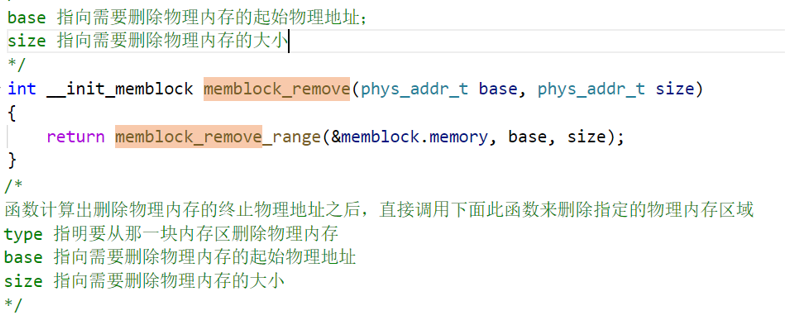 base 指向需要删除物理内存的起始物理地址；
size 指向需要删除物理内存的大小
*/
int __init_memblock memblock_remove(phys_addr_t base, phys_addr_t size)
{
    return memblock_remove_range(&memblock.memory, base, size);
}
/*
函数计算出删除物理内存的终止物理地址之后，直接调用下面此函数来删除指定的物理内存区域
type 指明要从那一块内存区删除物理内存
base 指向需要删除物理内存的起始物理地址
size 指向需要删除物理内存的大小
*/